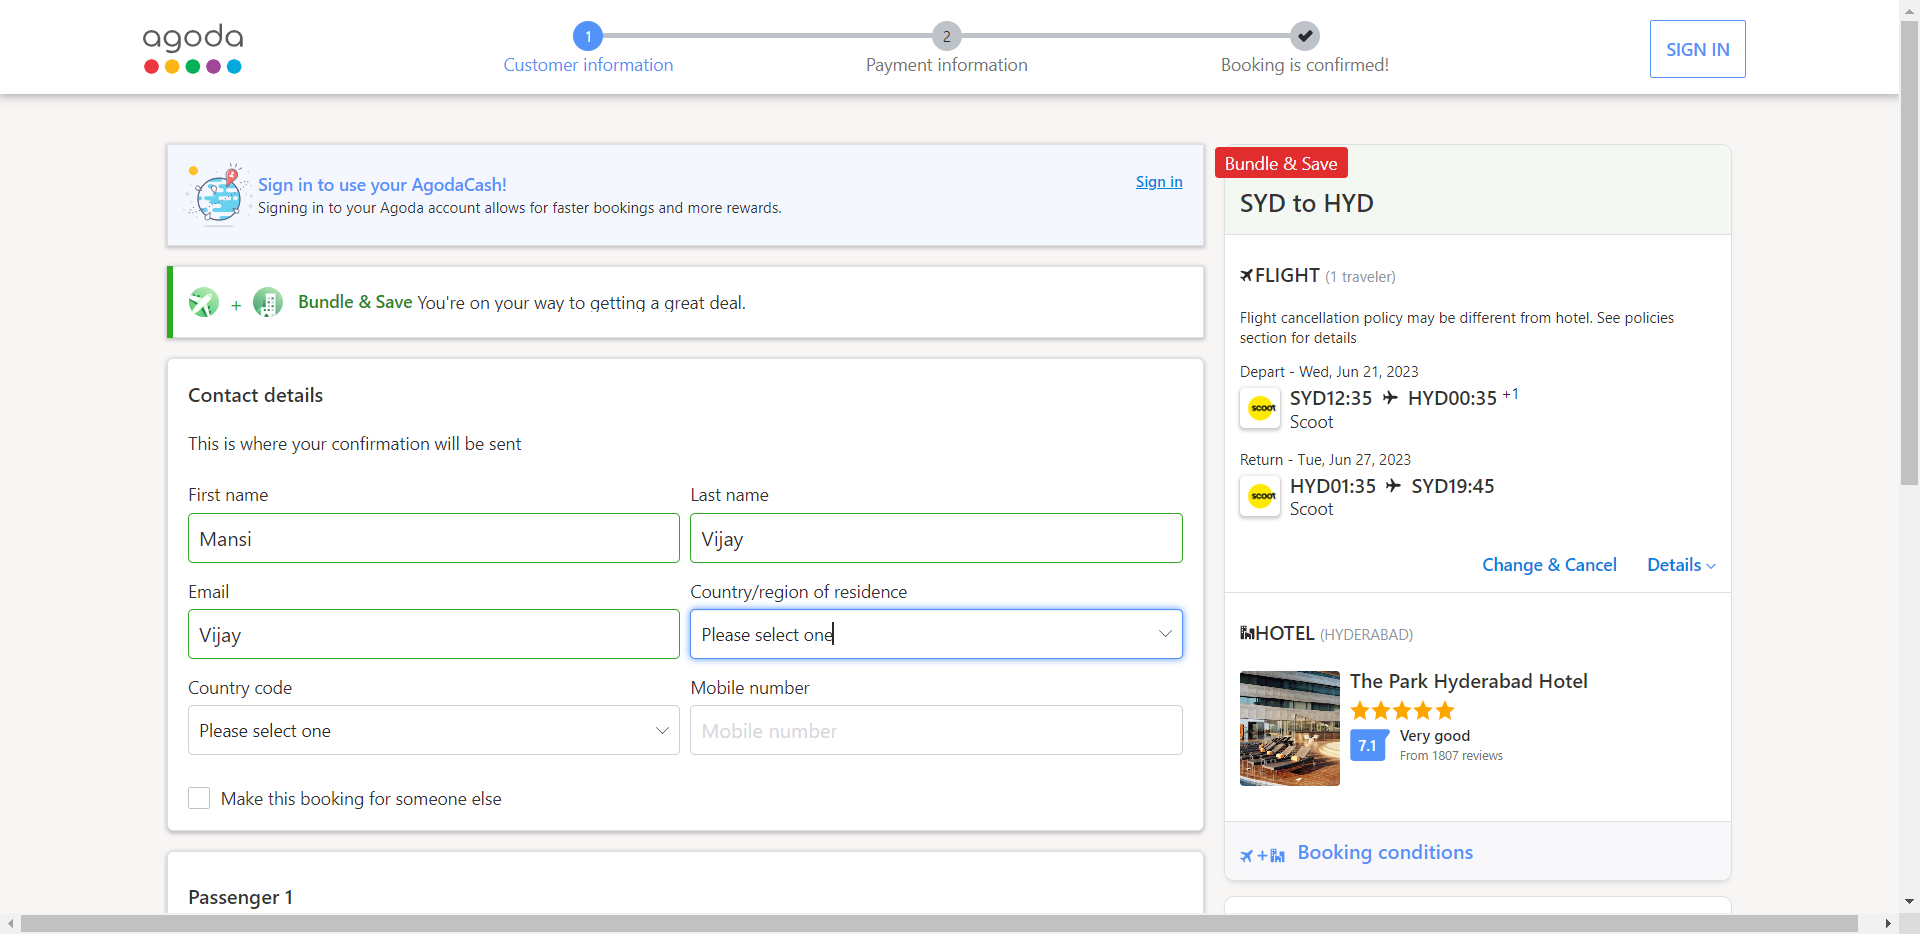 agoda
1
Customer information
2
Payment information
Booking is confirmed!
SIGN IN
Sign in to use your AgodaCash!
Signing in to your Agoda account allows for faster bookings and more rewards.
Sign in
+
Bundle & Save You're on your way to getting a great deal.
Contact details
This is where your confirmation will be sent
First name
Last name
Mansi
Vijay
Email
Country/region of residence
Vijay
Please select one
Country code
Mobile number
Please select one
Mobile number
Make this booking for someone else
Passenger 1
Bundle & Save
SYD to HYD
FLIGHT (1 traveler)
Flight cancellation policy may be different from hotel. See policies
section for details
Depart - Wed, Jun 21, 2023
scoot
SYD12:35 HYD00:35 +1
Scoot
Return - Tue, Jun 27, 2023
scoot
HYD01:35 SYD19:45
Scoot
Change & Cancel
Details
HOTEL (HYDERABAD)
The Park Hyderabad Hotel
7.1
Very good
From 1807 reviews
+
Booking conditions